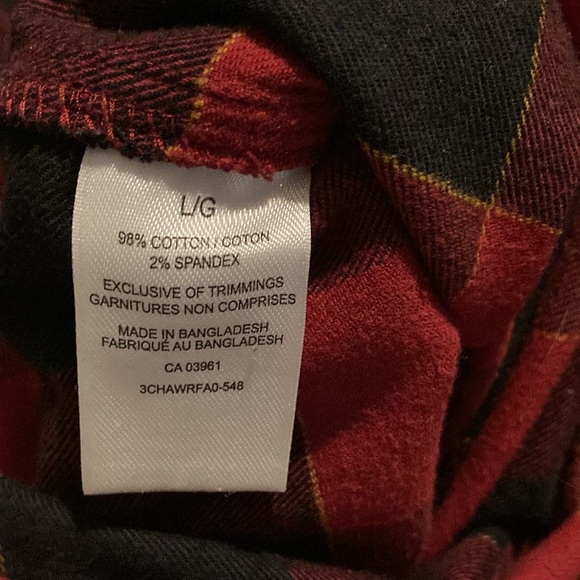 L/G
98% COTTON / COTON
2% SPANDEX
EXCLUSIVE OF TRIMMINGS
GARNITURES NON COMPRISES
MADE IN BANGLADESH
FABRIQUÉ AU BANGLADESH
CA 03961
3CHAWRFA0-548